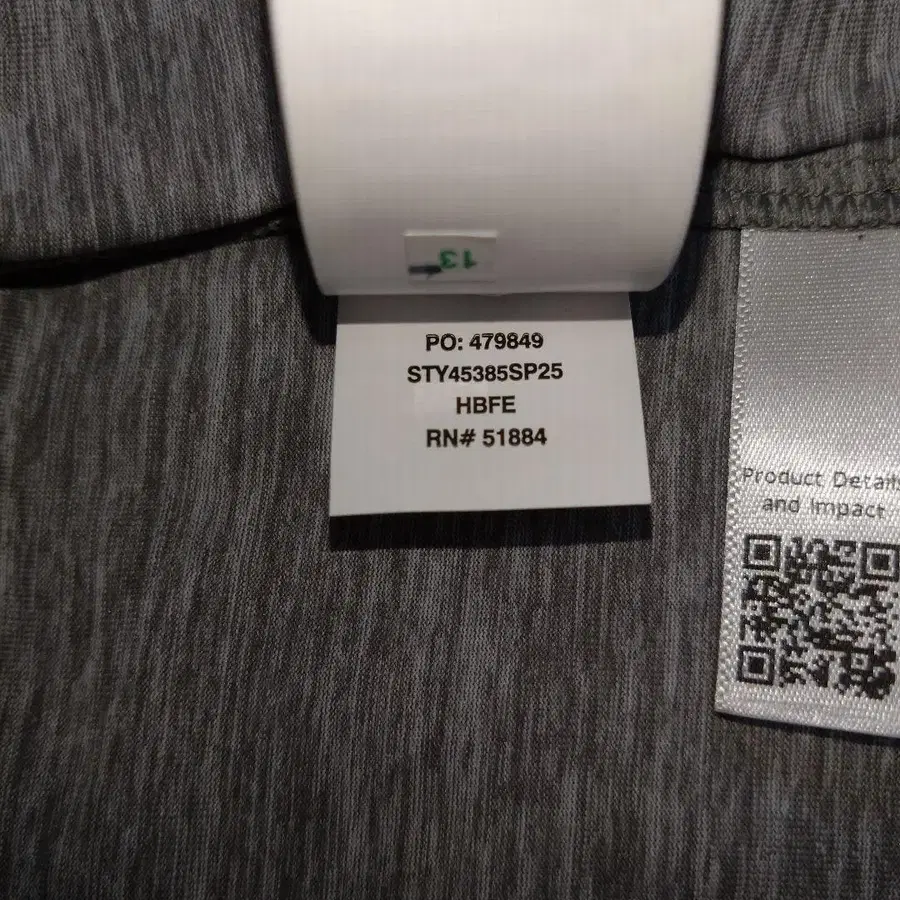 13
PO: 479849
STY45385SP25
HBFE
RN# 51884
Product Details
and Impact